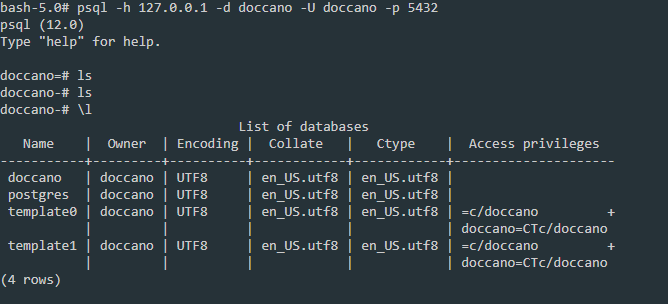 bash-5.0# psql -h 127.0.0.1 -d doccano -U doccano -p 5432
psql (12.0)
Type "help" for help.

doccano=# ls
doccano-# ls
doccano-# \l
                              List of databases
   Name    |  Owner  | Encoding |  Collate   |   Ctype    |  Access privileges
-----------+---------+----------+------------+------------+---------------------
 doccano   | doccano | UTF8     | en_US.utf8 | en_US.utf8 |
 postgres  | doccano | UTF8     | en_US.utf8 | en_US.utf8 |
 template0 | doccano | UTF8     | en_US.utf8 | en_US.utf8 | =c/doccano         +
           |         |          |            |            | doccano=CTc/doccano
 template1 | doccano | UTF8     | en_US.utf8 | en_US.utf8 | =c/doccano         +
           |         |          |            |            | doccano=CTc/doccano
(4 rows)